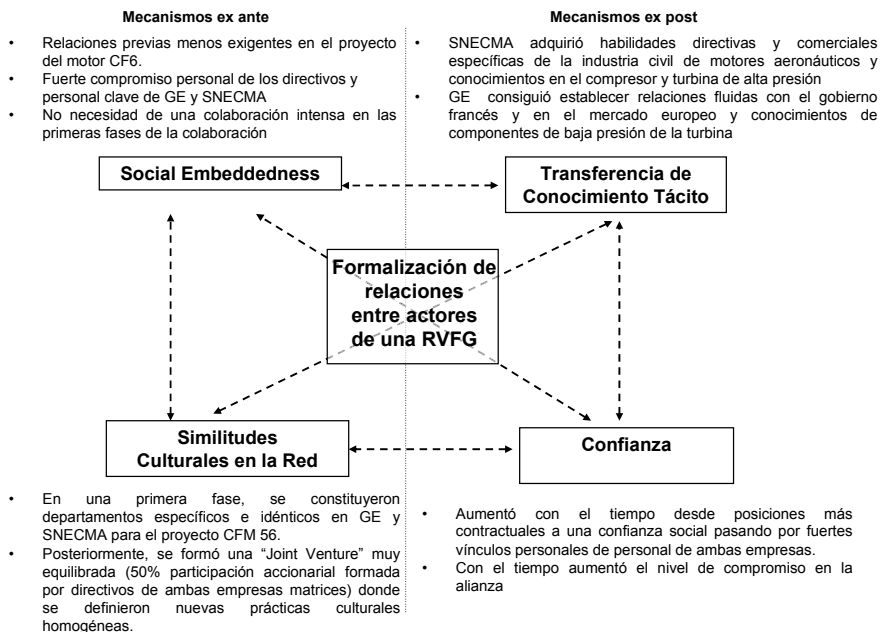 Mecanismos ex ante
• Relaciones previas menos exigentes en el proyecto
del motor CF6.
• Fuerte compromiso personal de los directivos y
personal clave de GE y SNECMA
• No necesidad de una colaboración intensa en las
primeras fases de la colaboración
Mecanismos ex post
• SNECMA adquirió habilidades directivas y comerciales
específicas de la industria civil de motores aeronáuticos y
conocimientos en el compresor y turbina de alta presión
• GE consiguió establecer relaciones fluidas con el gobierno
francés y en el mercado europeo y conocimientos de
componentes de baja presión de la turbina
Social Embeddedness
Transferencia de
Conocimiento Tácito
Formalización de
relaciones
entre actores
de una RVFG
Similitudes
Culturales en la Red
Confianza
• En una primera fase, se constituyeron
departamentos específicos e idénticos en GE y
SNECMA para el proyecto CFM 56.
• Posteriormente, se formó una “Joint Venture” muy
equilibrada (50% participación accionarial formada
por directivos de ambas empresas matrices) donde
se definieron nuevas prácticas culturales
homogéneas.
• Aumentó con el tiempo desde posiciones más
contractuales a una confianza social pasando por fuertes
vínculos personales de personal de ambas empresas.
• Con el tiempo aumentó el nivel de compromiso en la
alianza